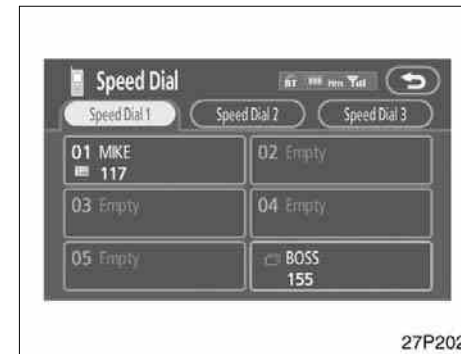 Speed Dial
BT
Speed Dial 1 Speed Dial 2 Speed Dial 3
01 MIKE 02 Empty
117
03 Empty 04 Empty
05 Empty BOSS
155
27P202